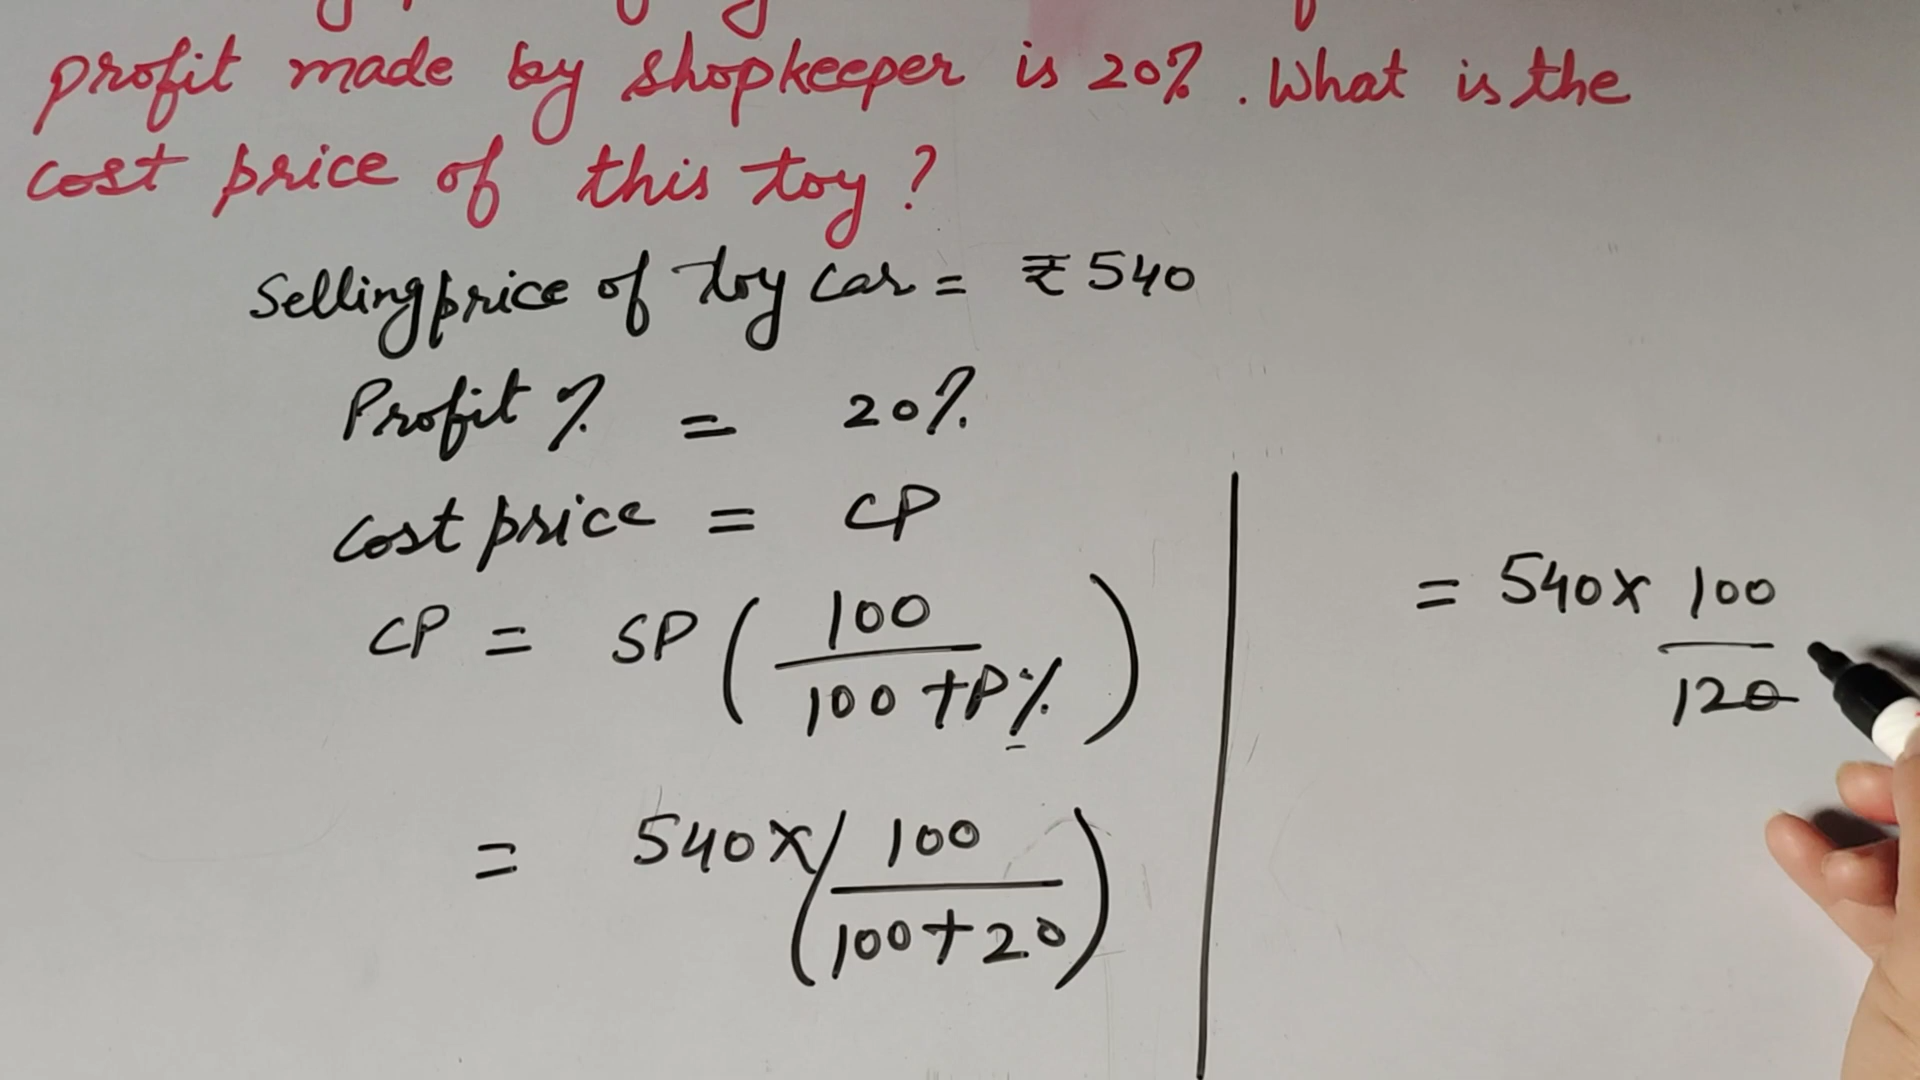 profit made by shopkeeper is 20%. What is the
cost price of this toy?
Selling price of toy car = ₹540
Profit % = 20%
Cost price = CP
CP = SP ( 100 / 100 + P% )
= 540 x ( 100 / 100 + 20 )
= 540 x 100 / 120